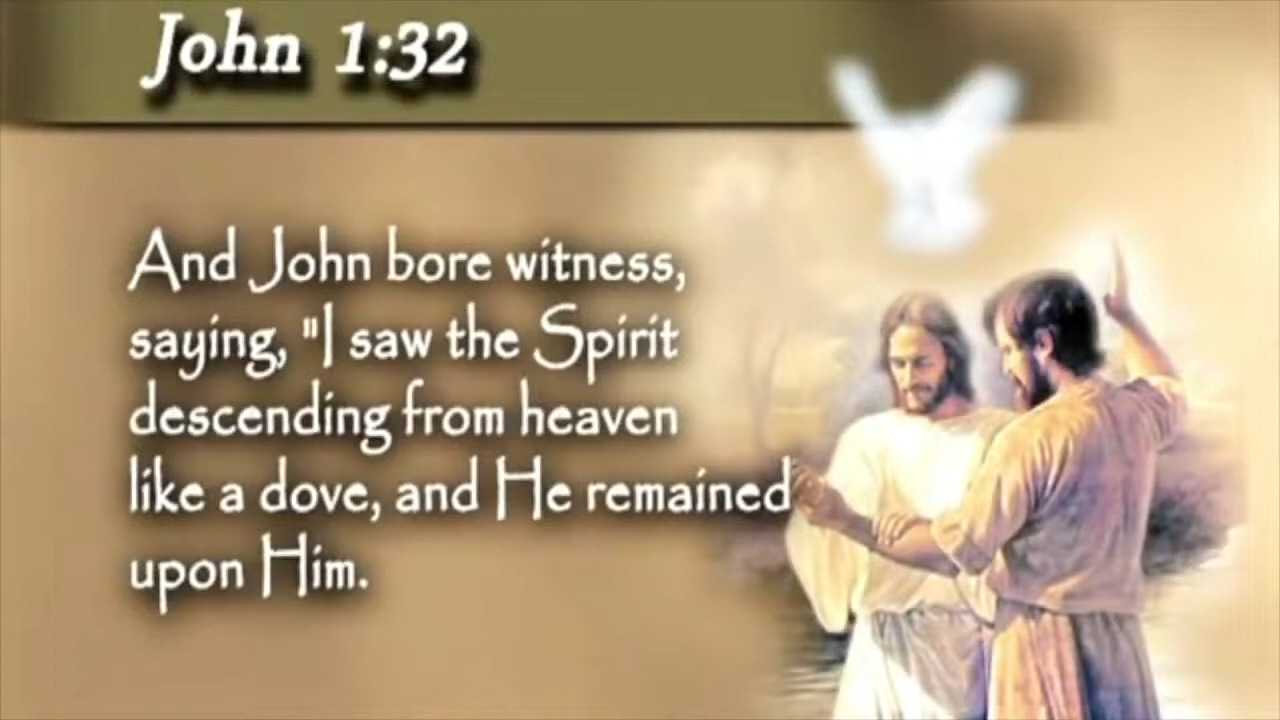 John 1:32
And John bore witness,
saying, "I saw the Spirit
descending from heaven
like a dove, and He remained
upon Him.